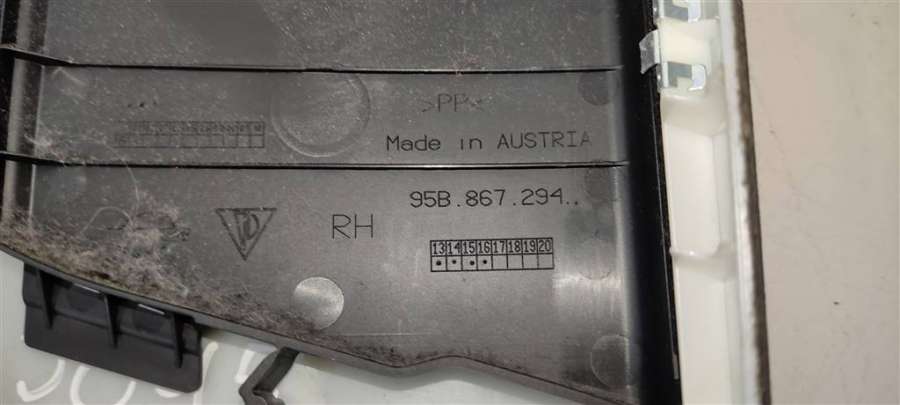 >PP<
Made in AUSTRIA
95B.867.294..
RH
13 14 15 16 17 18 19 20